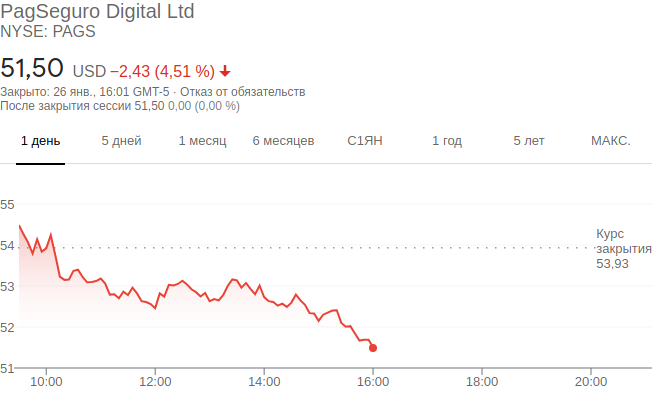 PagSeguro Digital Ltd
NYSE: PAGS
51,50 USD −2,43 (4,51 %)
Закрыто: 26 янв., 16:01 GMT-5 · Отказ от обязательств
После закрытия сессии 51,50 0,00 (0,00 %)
1 день 5 дней 1 месяц 6 месяцев С1ЯН 1 год 5 лет МАКС.
55
54
53
52
51
Курс
закрытия
53,93
10:00 12:00 14:00 16:00 18:00 20:00